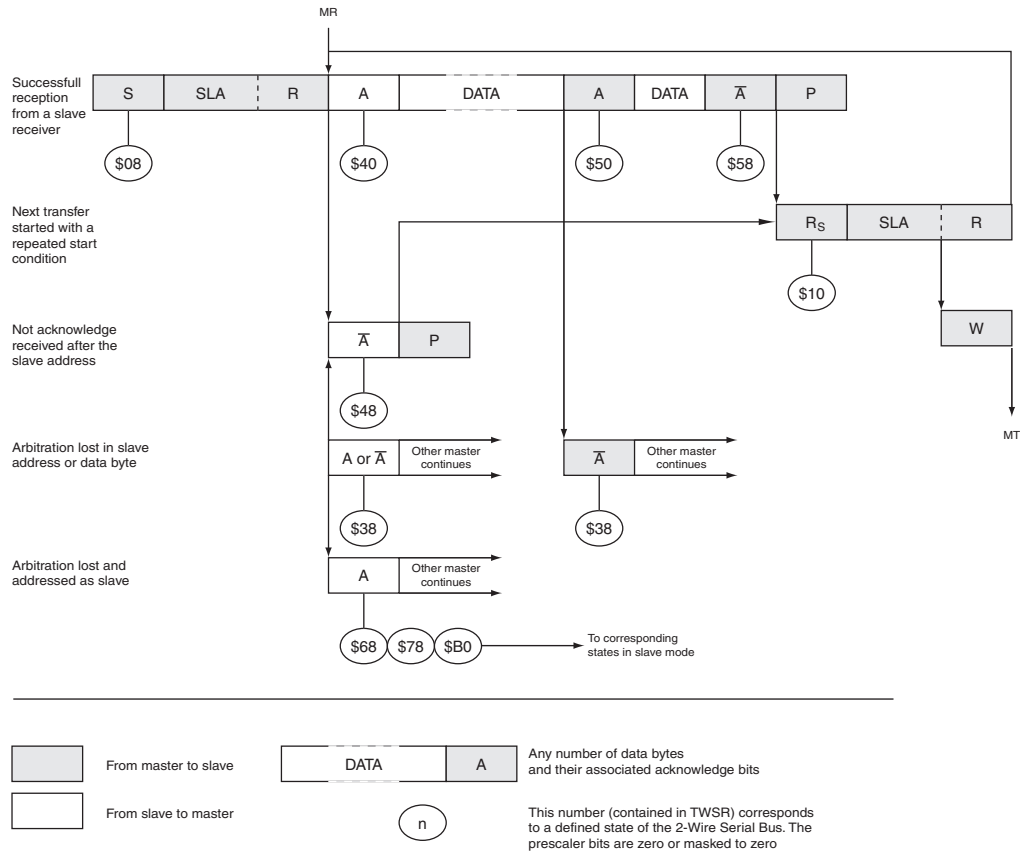 MR
Successfull
reception
from a slave
receiver
S SLA R A DATA A DATA A̅ P
$08 $40 $50 $58
Next transfer
started with a
repeated start
condition
RS SLA R
$10
W
MT
Not acknowledge
received after the
slave address
A̅ P
$48
Arbitration lost in slave
address or data byte
A or A̅
Other master
continues
A̅
Other master
continues
$38 $38
Arbitration lost and
addressed as slave
A
Other master
continues
$68 $78 $B0
To corresponding
states in slave mode
From master to slave
From slave to master
DATA A
Any number of data bytes
and their associated acknowledge bits
n
This number (contained in TWSR) corresponds
to a defined state of the 2-Wire Serial Bus. The
prescaler bits are zero or masked to zero